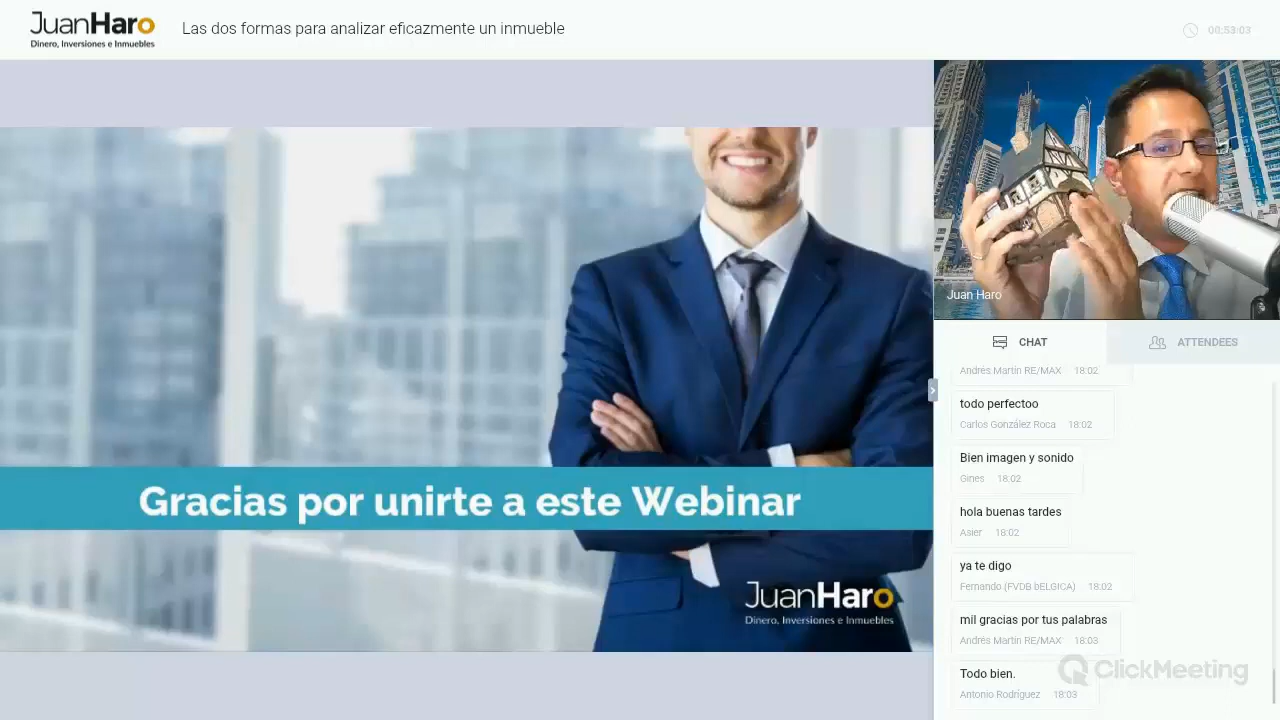 JuanHaro
Dinero, Inversiones e Inmuebles
Las dos formas para analizar eficazmente un inmueble
00:53:03
Gracias por unirte a este Webinar
JuanHaro
Dinero, Inversiones e Inmuebles
Juan Haro
CHAT
ATTENDEES
Andrés Martin RE/MAX 18:02
todo perfectoo
Carlos González Roca 18:02
Bien imagen y sonido
Gines 18:02
hola buenas tardes
Asier 18:02
ya te digo
Fernando (FVDB bELGICA) 18:02
mil gracias por tus palabras
Andrés Martin RE/MAX 18:03
Todo bien.
Antonio Rodríguez 18:03
ClickMeeting